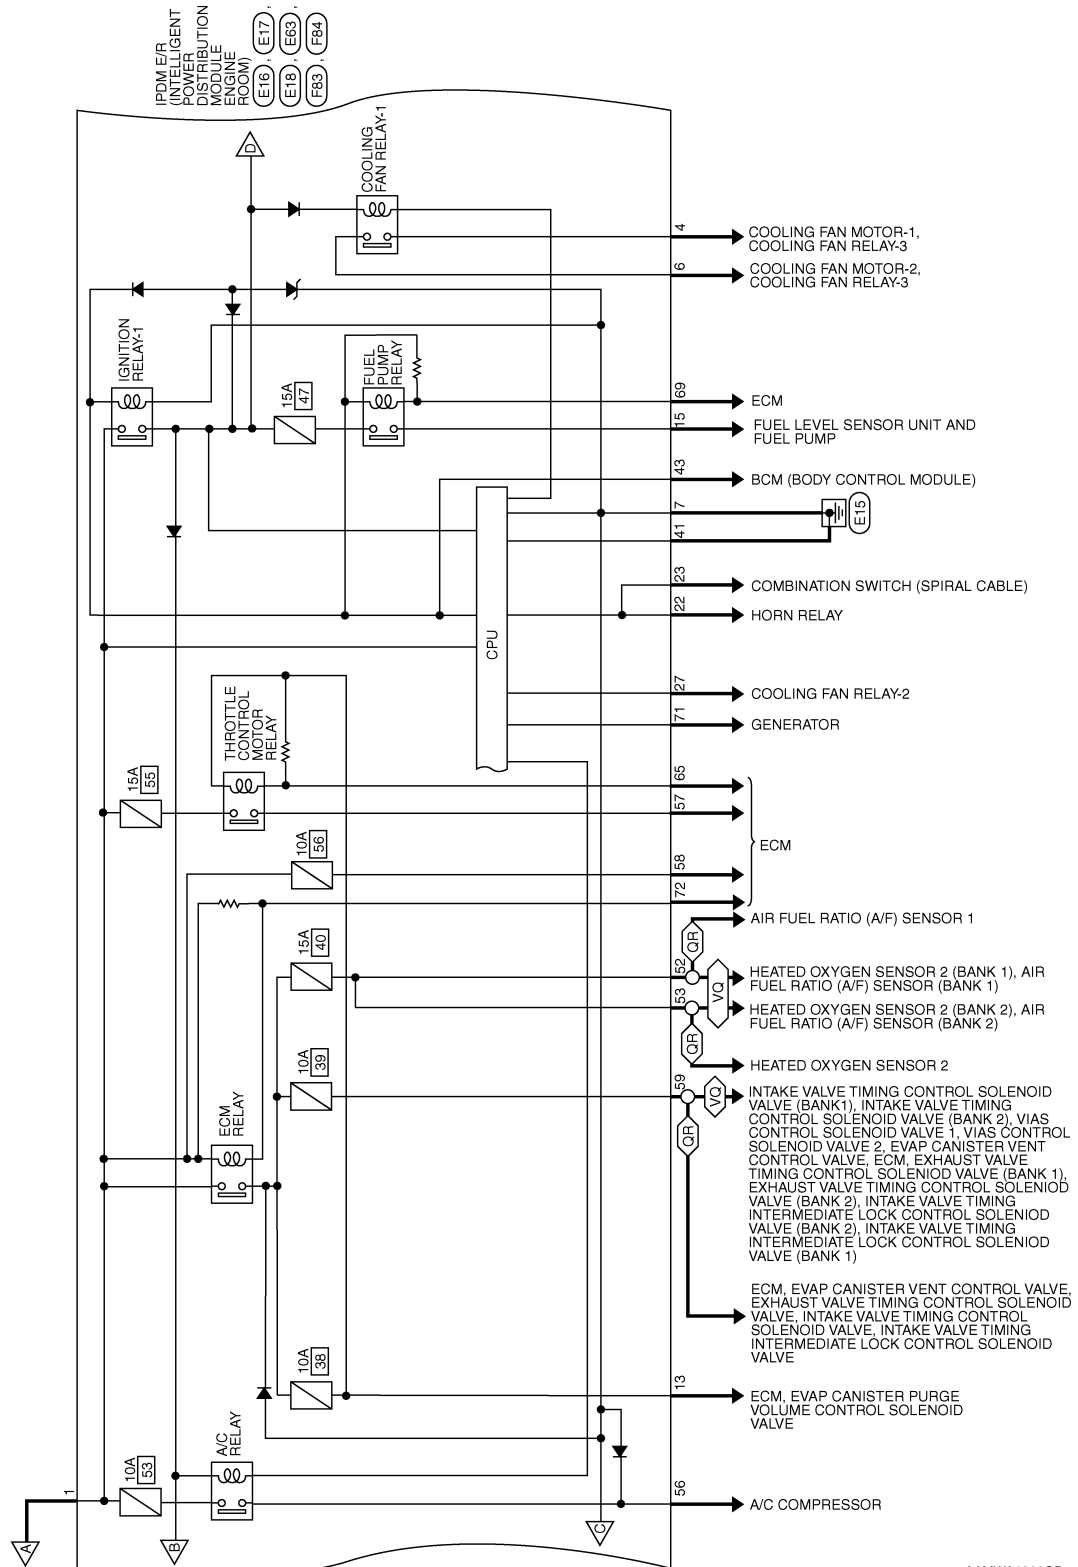 IPDM E/R
(INTELLIGENT
POWER
DISTRIBUTION
MODULE
ENGINE
ROOM)
E16 , E17 ,
E18 , E63 ,
F83 , F84
D
COOLING
FAN RELAY-1
4
COOLING FAN MOTOR-1,
COOLING FAN RELAY-3
6
COOLING FAN MOTOR-2,
COOLING FAN RELAY-3
IGNITION
RELAY-1
15A
47
FUEL
PUMP
RELAY
69
ECM
15
FUEL LEVEL SENSOR UNIT AND
FUEL PUMP
43
BCM (BODY CONTROL MODULE)
7
E15
41
23
COMBINATION SWITCH (SPIRAL CABLE)
22
HORN RELAY
CPU
27
COOLING FAN RELAY-2
71
GENERATOR
THROTTLE
CONTROL
MOTOR
RELAY
15A
55
65
57
10A
56
58
72
ECM
AIR FUEL RATIO (A/F) SENSOR 1
QR
15A
40
52
HEATED OXYGEN SENSOR 2 (BANK 1), AIR
FUEL RATIO (A/F) SENSOR (BANK 1)
VQ
53
HEATED OXYGEN SENSOR 2 (BANK 2), AIR
FUEL RATIO (A/F) SENSOR (BANK 2)
QR
HEATED OXYGEN SENSOR 2
10A
39
59
VQ
QR
INTAKE VALVE TIMING CONTROL SOLENOID
VALVE (BANK1), INTAKE VALVE TIMING
CONTROL SOLENOID VALVE (BANK 2), VIAS
CONTROL SOLENOID VALVE 1, VIAS CONTROL
SOLENOID VALVE 2, EVAP CANISTER VENT
CONTROL VALVE, ECM, EXHAUST VALVE
TIMING CONTROL SOLENIOD VALVE (BANK 1),
EXHAUST VALVE TIMING CONTROL SOLENIOD
VALVE (BANK 2), INTAKE VALVE TIMING
INTERMEDIATE LOCK CONTROL SOLENIOD
VALVE (BANK 2), INTAKE VALVE TIMING
INTERMEDIATE LOCK CONTROL SOLENIOD
VALVE (BANK 1)
ECM
RELAY
ECM, EVAP CANISTER VENT CONTROL VALVE,
EXHAUST VALVE TIMING CONTROL SOLENOID
VALVE, INTAKE VALVE TIMING CONTROL
SOLENOID VALVE, INTAKE VALVE TIMING
INTERMEDIATE LOCK CONTROL SOLENOID
VALVE
10A
38
13
ECM, EVAP CANISTER PURGE
VOLUME CONTROL SOLENOID
VALVE
A/C
RELAY
10A
53
1
56
A/C COMPRESSOR
A
B
C